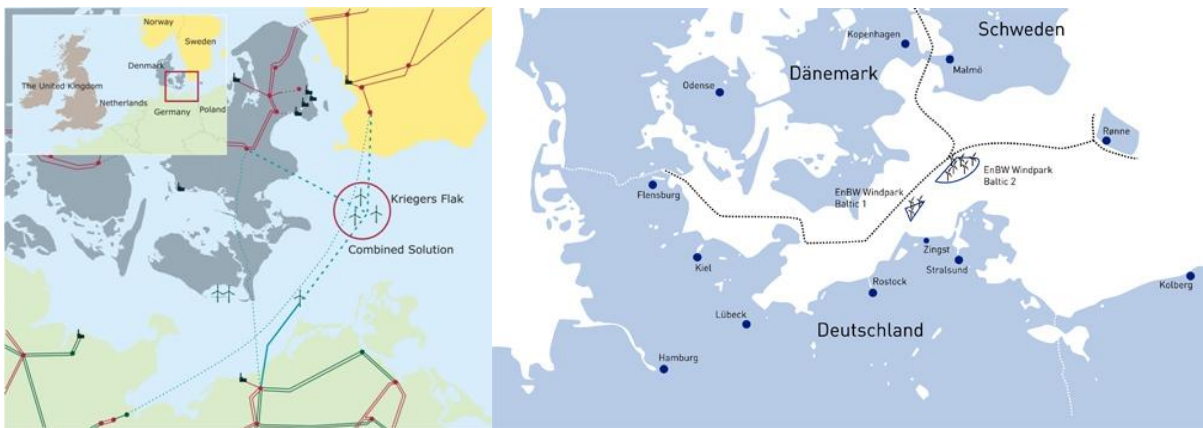 Norway
Sweden
Denmark
The United Kingdom
Netherlands
Poland
Germany
Kriegers Flak
Combined Solution
Schweden
Kopenhagen
Malmö
Dänemark
Odense
Rønne
EnBW Windpark
Baltic 2
EnBW Windpark
Baltic 1
Flensburg
Zingst
Stralsund
Kiel
Rostock
Kolberg
Lübeck
Deutschland
Hamburg